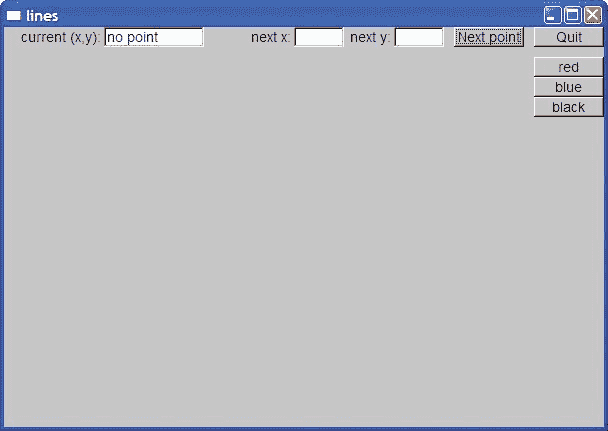 lines
current (x,y): no point next x: next y: Next point Quit
red
blue
black